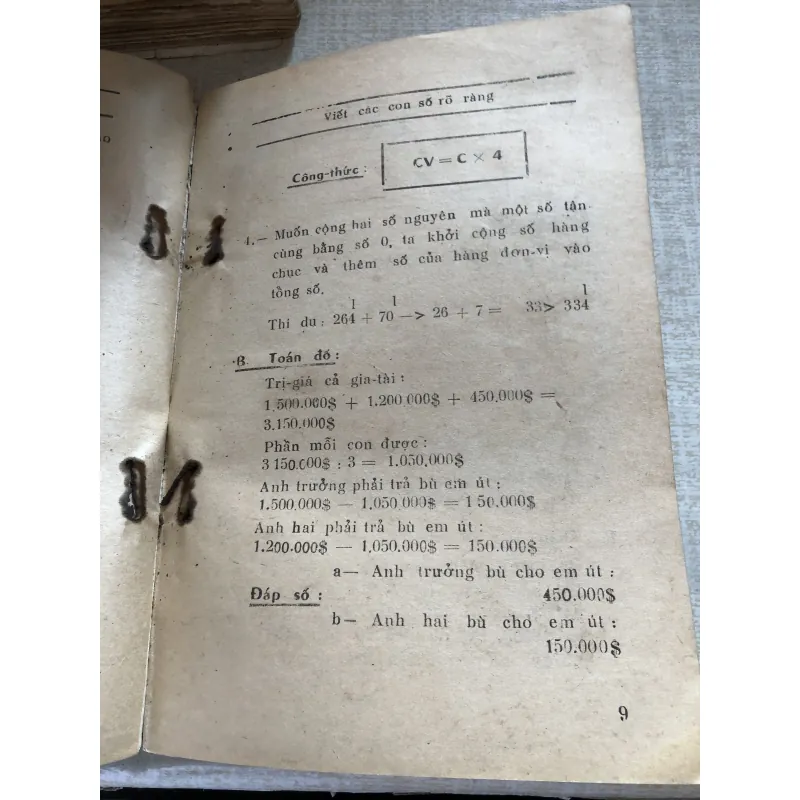 Viết các con số rõ ràng
Công-thức : CV = C × 4
4.— Muốn cộng hai số nguyên mà một số tận
cùng bằng số 0, ta khởi cộng số hàng
chục và thêm số của hàng đơn-vị vào
tổng số.
1 1 1
Thí dụ : 264 + 70 —> 26 + 7 = 33> 334
B. Toán đố :
Trị-giá cả gia-tài :
1.500.000$ + 1.200.000$ + 450.000$ =
3.150.000$
Phần mỗi con được :
3 150.000$ : 3 = 1.050.000$
Anh trưởng phải trả bù em út :
1.500.000$ — 1.050.000$ = 1 50.000$
Anh hai phải trả bù em út :
1.200.000$ — 1.050.000$ = 150.000$
a— Anh trưởng bù cho em út :
Đáp số : 450.000$
b— Anh hai bù cho em út :
150.000$
9